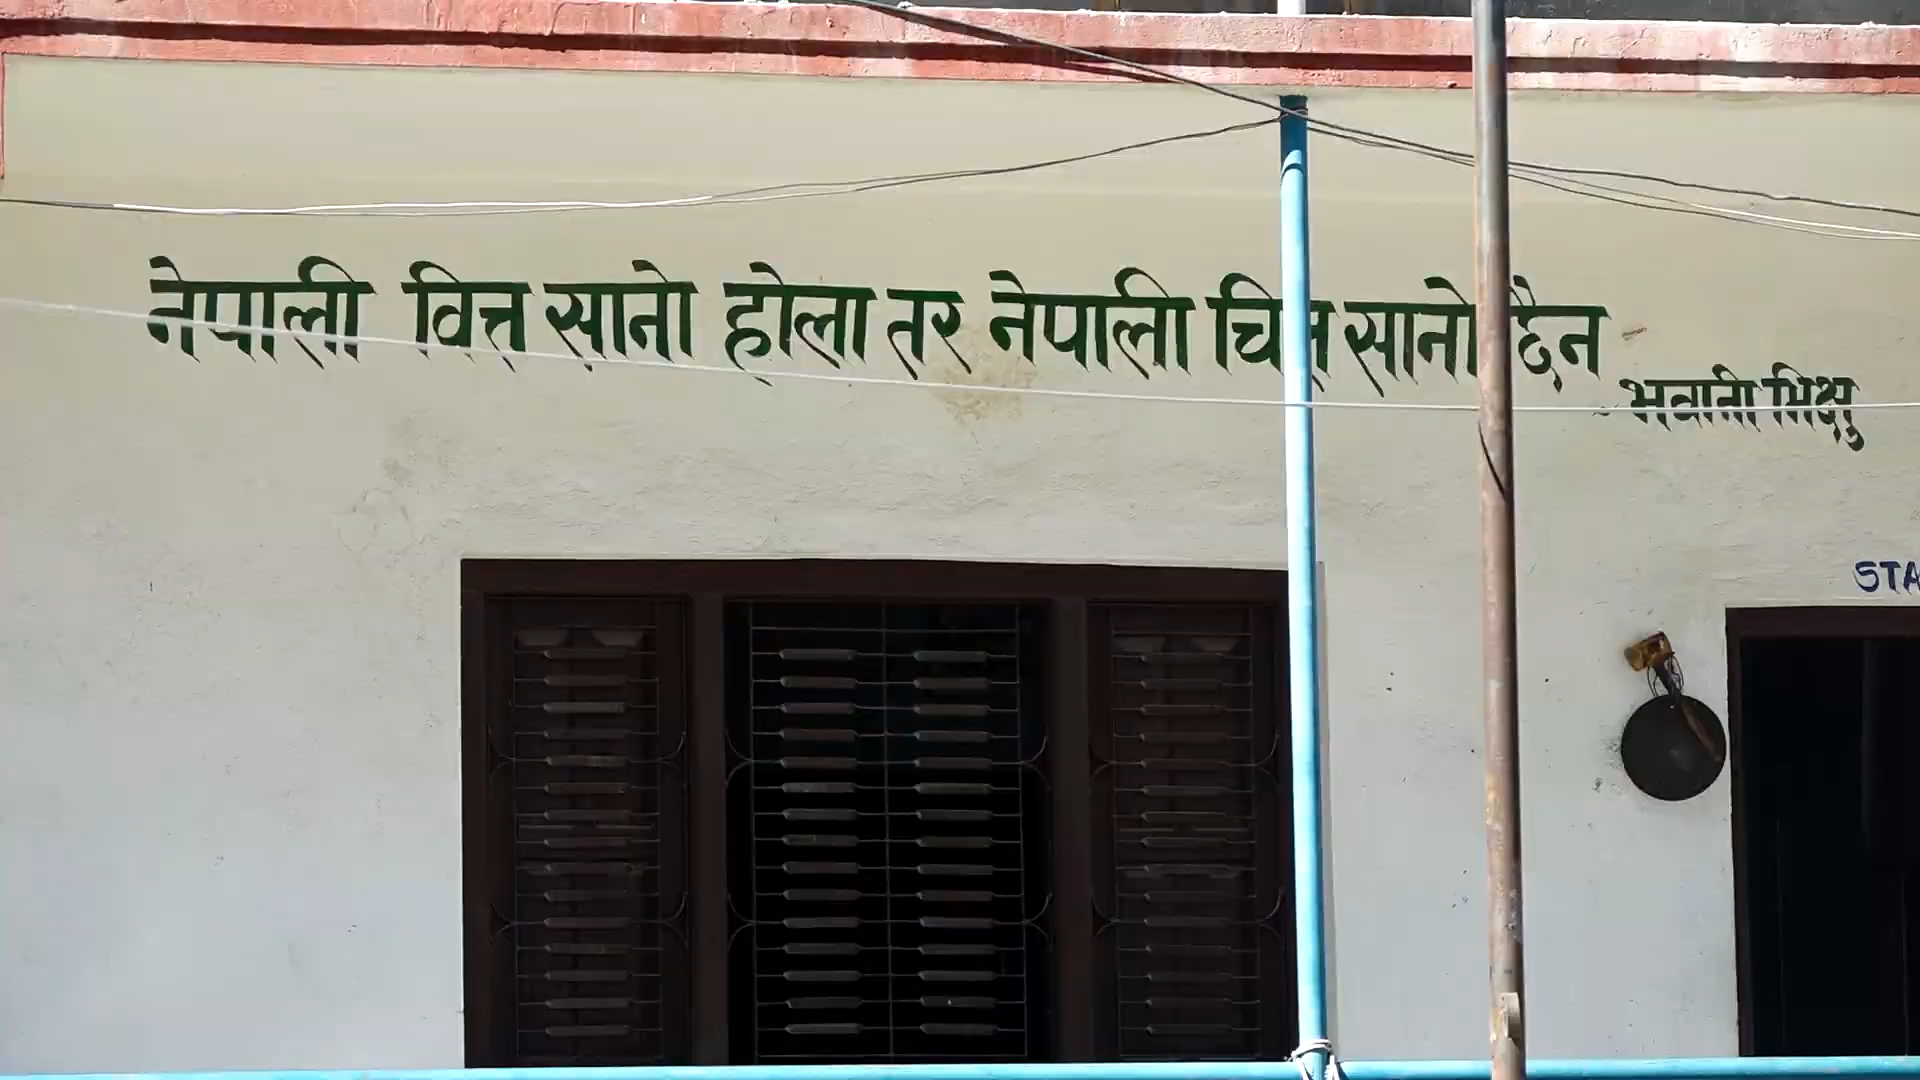 नेपाली वित्त सानो होला तर नेपाली चित्त सानो छैन
- भवानी भिक्षु
STA